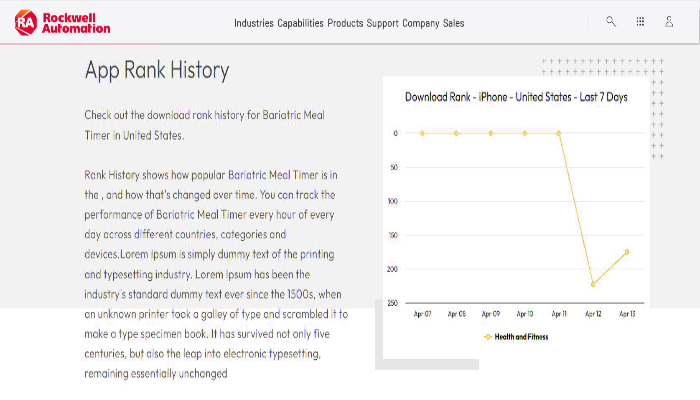 Rockwell
Automation
RA
Industries Capabilities Products Support Company Sales
App Rank History
Check out the download rank history for Bariatric Meal
Timer in United States.
Rank History shows how popular Bariatric Meal Timer is in
the , and how that's changed over time. You can track the
performance of Bariatric Meal Timer every hour of every
day across different countries, categories and
devices.Lorem Ipsum is simply dummy text of the printing
and typesetting industry. Lorem Ipsum has been the
industry's standard dummy text ever since the 1500s, when
an unknown printer took a galley of type and scrambled it to
make a type specimen book. It has survived not only five
centuries, but also the leap into electronic typesetting,
remaining essentially unchanged
Download Rank - iPhone - United States - Last 7 Days
0
50
100
150
200
250
Apr 07 Apr 08 Apr 09 Apr 10 Apr 11 Apr 12 Apr 13
Health and Fitness